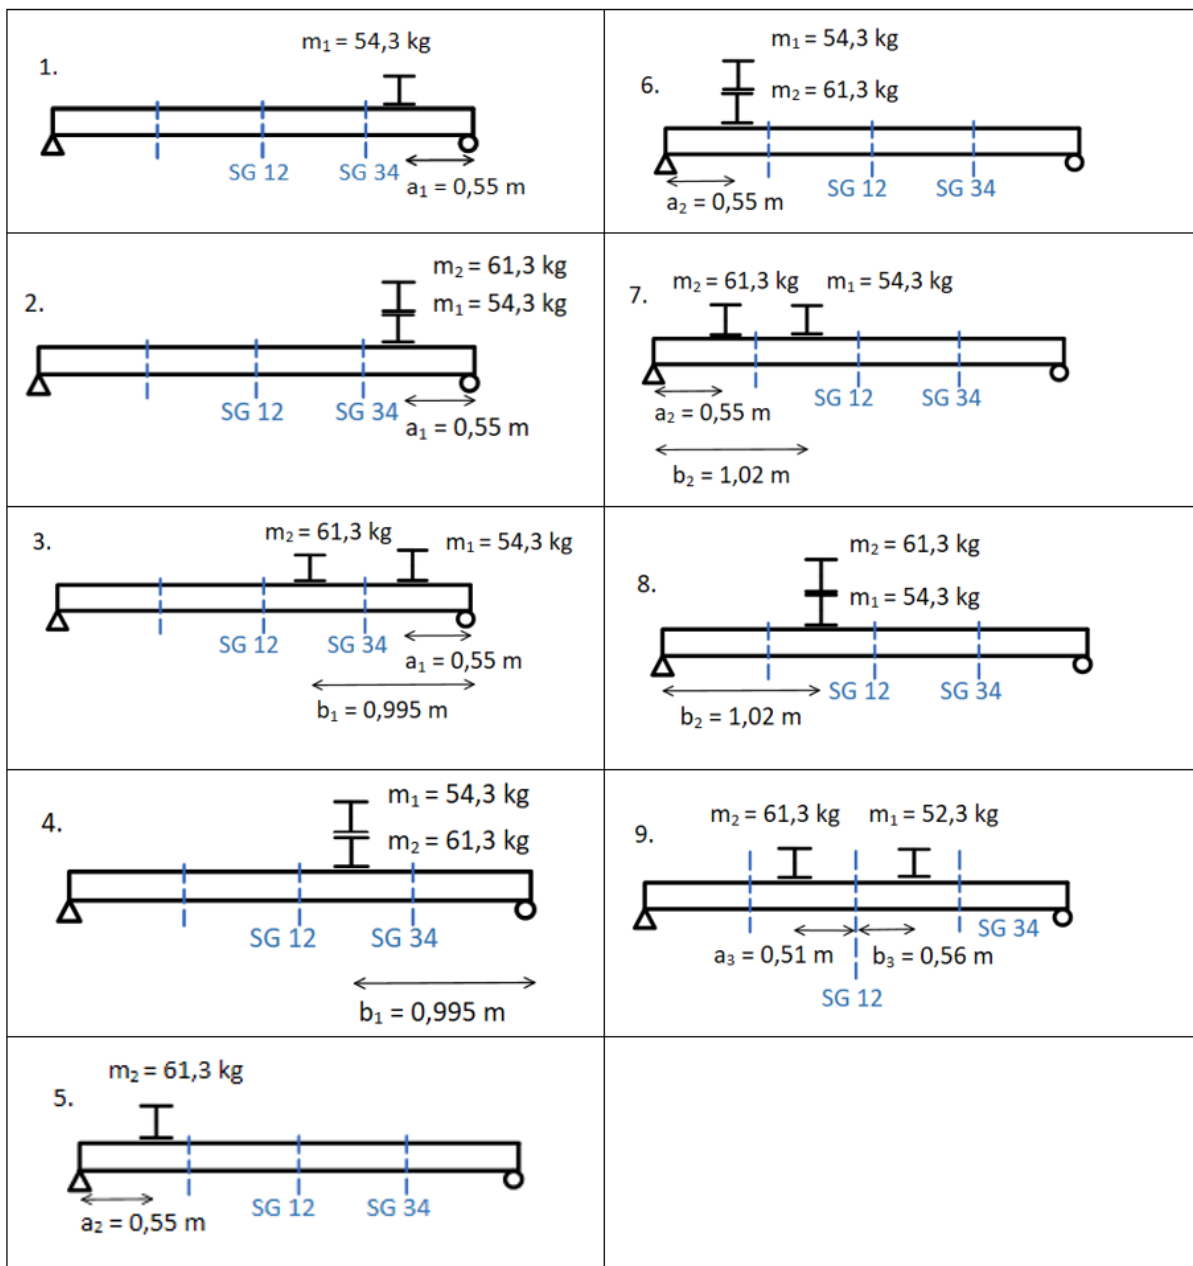 1.
m₁ = 54,3 kg
SG 12 SG 34
a₁ = 0,55 m
2.
m₂ = 61,3 kg
m₁ = 54,3 kg
SG 12 SG 34
a₁ = 0,55 m
3.
m₂ = 61,3 kg m₁ = 54,3 kg
SG 12 SG 34
a₁ = 0,55 m
b₁ = 0,995 m
4.
m₁ = 54,3 kg
m₂ = 61,3 kg
SG 12 SG 34
b₁ = 0,995 m
5.
m₂ = 61,3 kg
SG 12 SG 34
a₂ = 0,55 m
6.
m₁ = 54,3 kg
m₂ = 61,3 kg
SG 12 SG 34
a₂ = 0,55 m
7.
m₂ = 61,3 kg m₁ = 54,3 kg
SG 12 SG 34
a₂ = 0,55 m
b₂ = 1,02 m
8.
m₂ = 61,3 kg
m₁ = 54,3 kg
SG 12 SG 34
b₂ = 1,02 m
9.
m₂ = 61,3 kg m₁ = 52,3 kg
SG 34
a₃ = 0,51 m b₃ = 0,56 m
SG 12